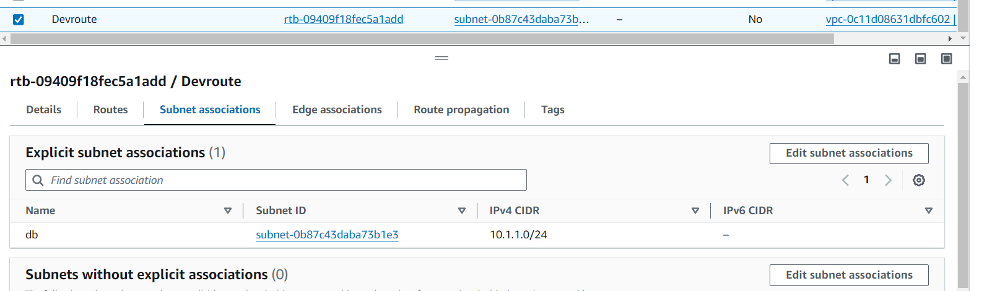 Devroute rtb-09409f18fec5a1add subnet-0b87c43daba73b... – No vpc-0c11d08631dbfc602 |
rtb-09409f18fec5a1add / Devroute
Details Routes Subnet associations Edge associations Route propagation Tags
Explicit subnet associations (1) Edit subnet associations
Find subnet association 1
Name Subnet ID IPv4 CIDR IPv6 CIDR
db subnet-0b87c43daba73b1e3 10.1.1.0/24 –
Subnets without explicit associations (0) Edit subnet associations